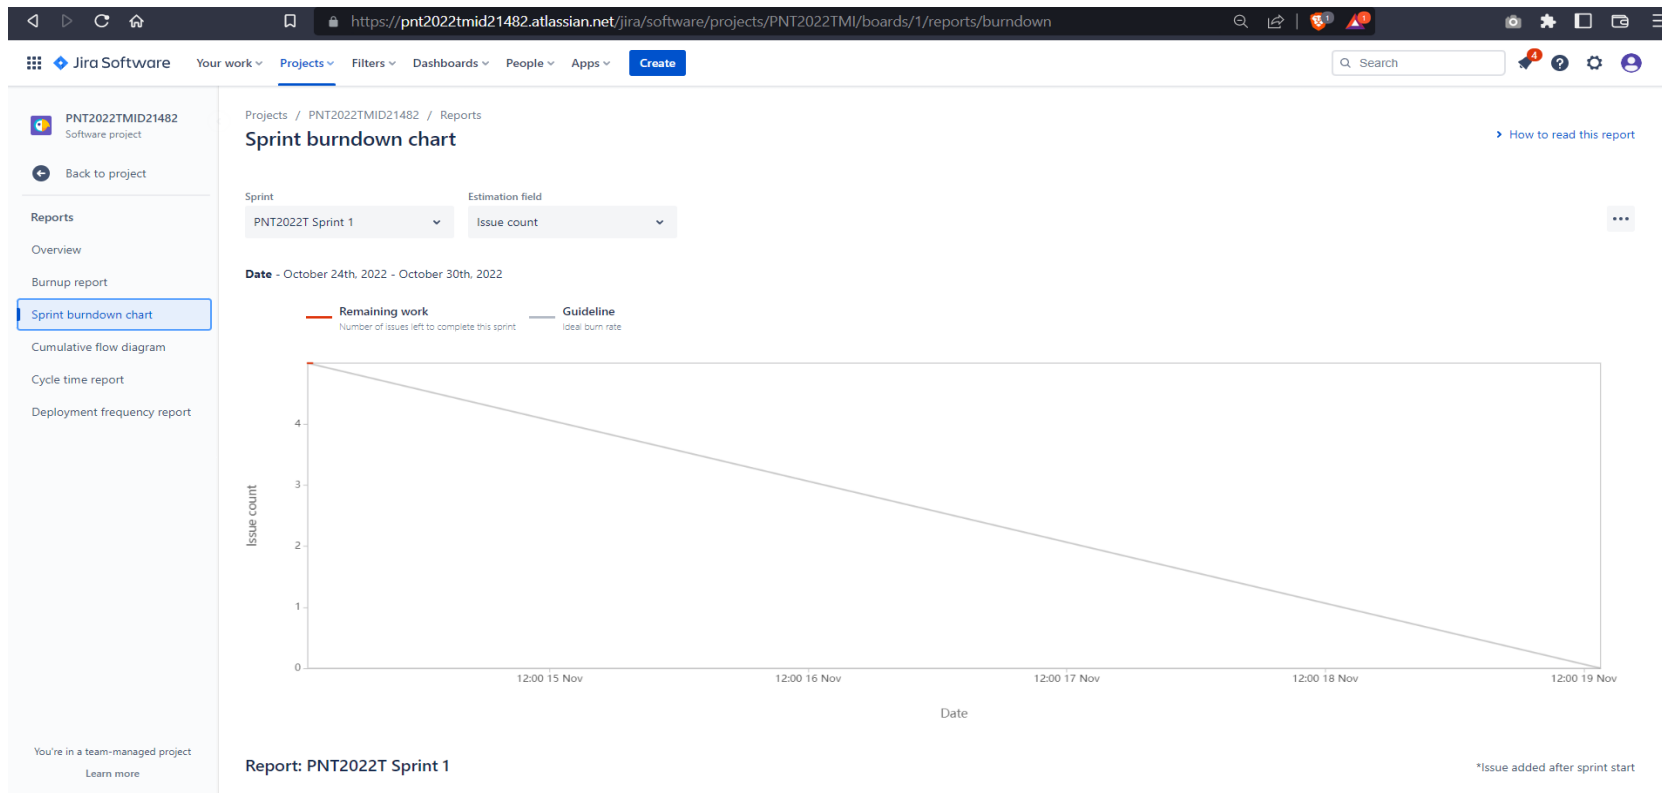 https://pnt2022tmid21482.atlassian.net/jira/software/projects/PNT2022TMI/boards/1/reports/burndown
1
1
Jira Software Your work Projects Filters Dashboards People Apps Create Search 4
PNT2022TMID21482
Software project
Back to project
Reports
Overview
Burnup report
Sprint burndown chart
Cumulative flow diagram
Cycle time report
Deployment frequency report
You're in a team-managed project
Learn more
Projects / PNT2022TMID21482 / Reports
Sprint burndown chart
How to read this report
Sprint Estimation field
PNT2022T Sprint 1 Issue count
Date - October 24th, 2022 - October 30th, 2022
Remaining work
Number of issues left to complete this sprint
Guideline
Ideal burn rate
Issue count
4
3
2
1
0
12:00 15 Nov 12:00 16 Nov 12:00 17 Nov 12:00 18 Nov 12:00 19 Nov
Date
Report: PNT2022T Sprint 1
*Issue added after sprint start